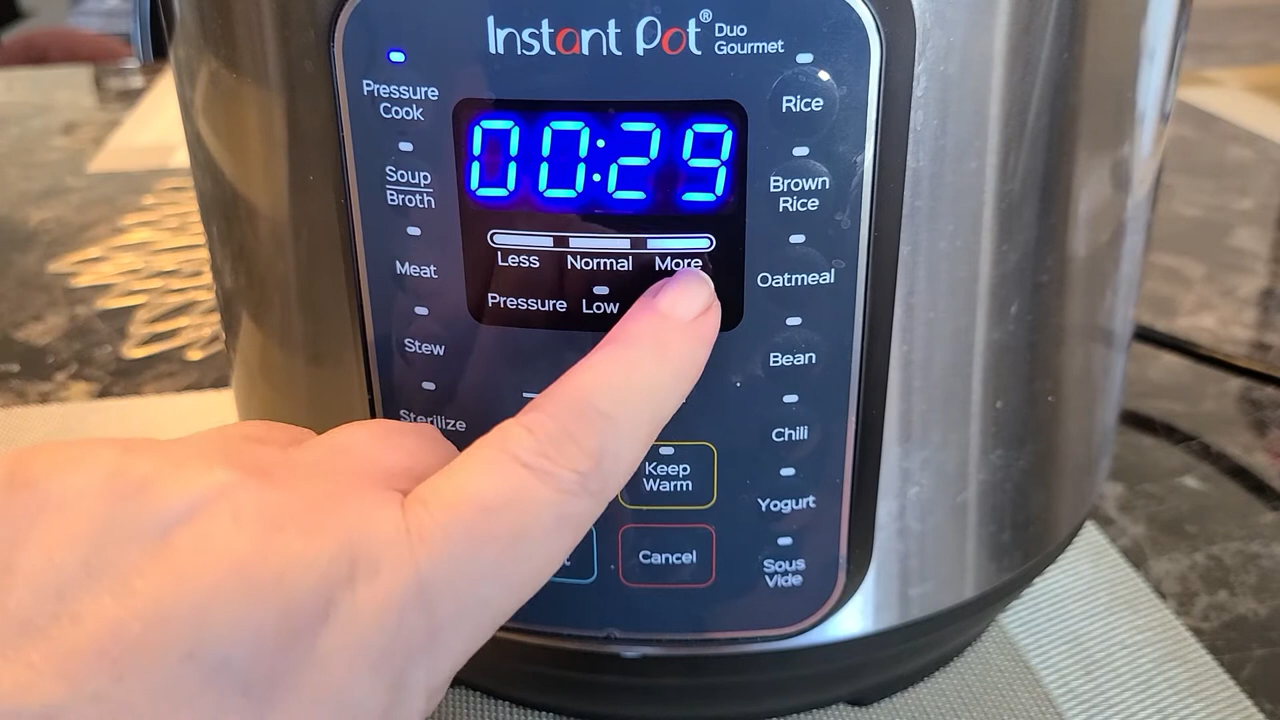 Instant Pot® Duo
Gourmet
Pressure
Cook
Soup
Broth
Meat
Stew
Sterilize
00:29
Less Normal More
Pressure Low
Keep
Warm
Cancel
Rice
Brown
Rice
Oatmeal
Bean
Chili
Yogurt
Sous
Vide